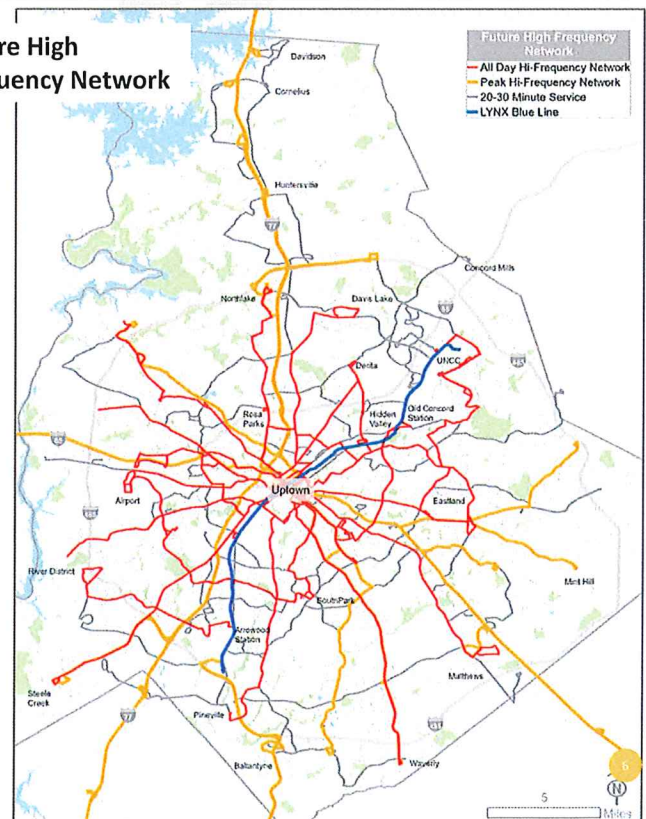 re High
quency Network
Future High Frequency
Network
All Day Hi-Frequency Network
Peak Hi-Frequency Network
20-30 Minute Service
LYNX Blue Line
Davidson
Cornelius
Huntersville
77
Concord Mills
Northlake
Davis Lake
UNCC
Derita
Rosa
Parks
Hidden
Valley
Old Concord
Station
Uptown
Airport
Eastland
River District
Mint Hill
SouthPark
Arrowood
Station
Matthews
Steele
Creek
77
Pineville
Ballantyne
Waverly
6
N
5
Miles